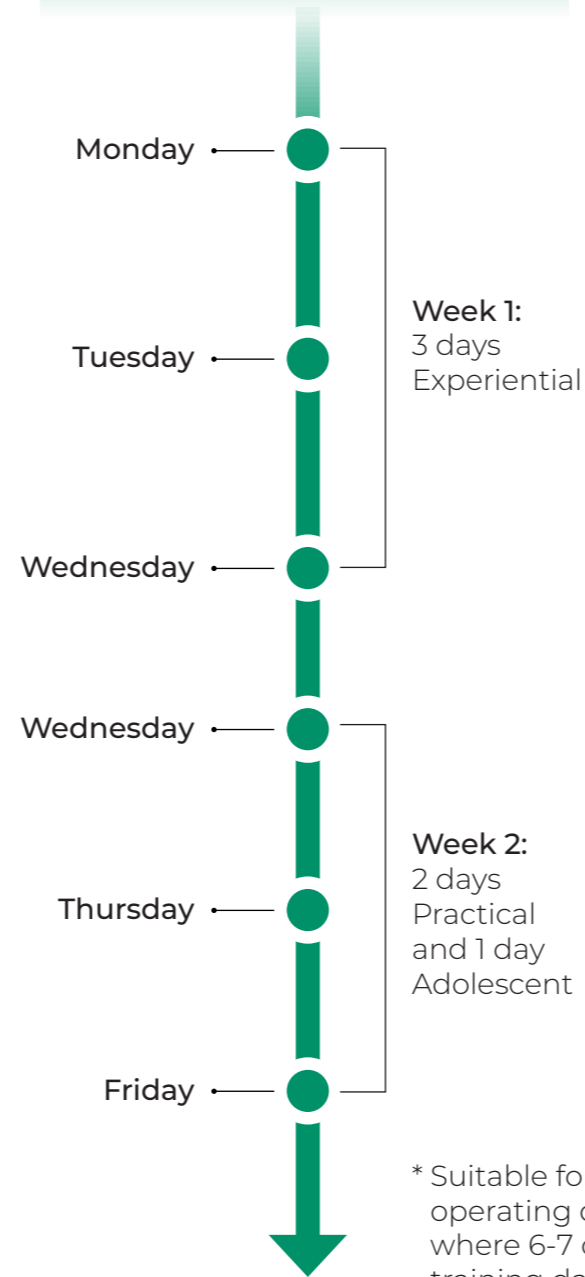 Monday
Tuesday
Week 1:
3 days
Experiential
Wednesday
Wednesday
Week 2:
2 days
Practical
and 1 day
Adolescent
Thursday
Friday
* Suitable fo
operating
where 6-7